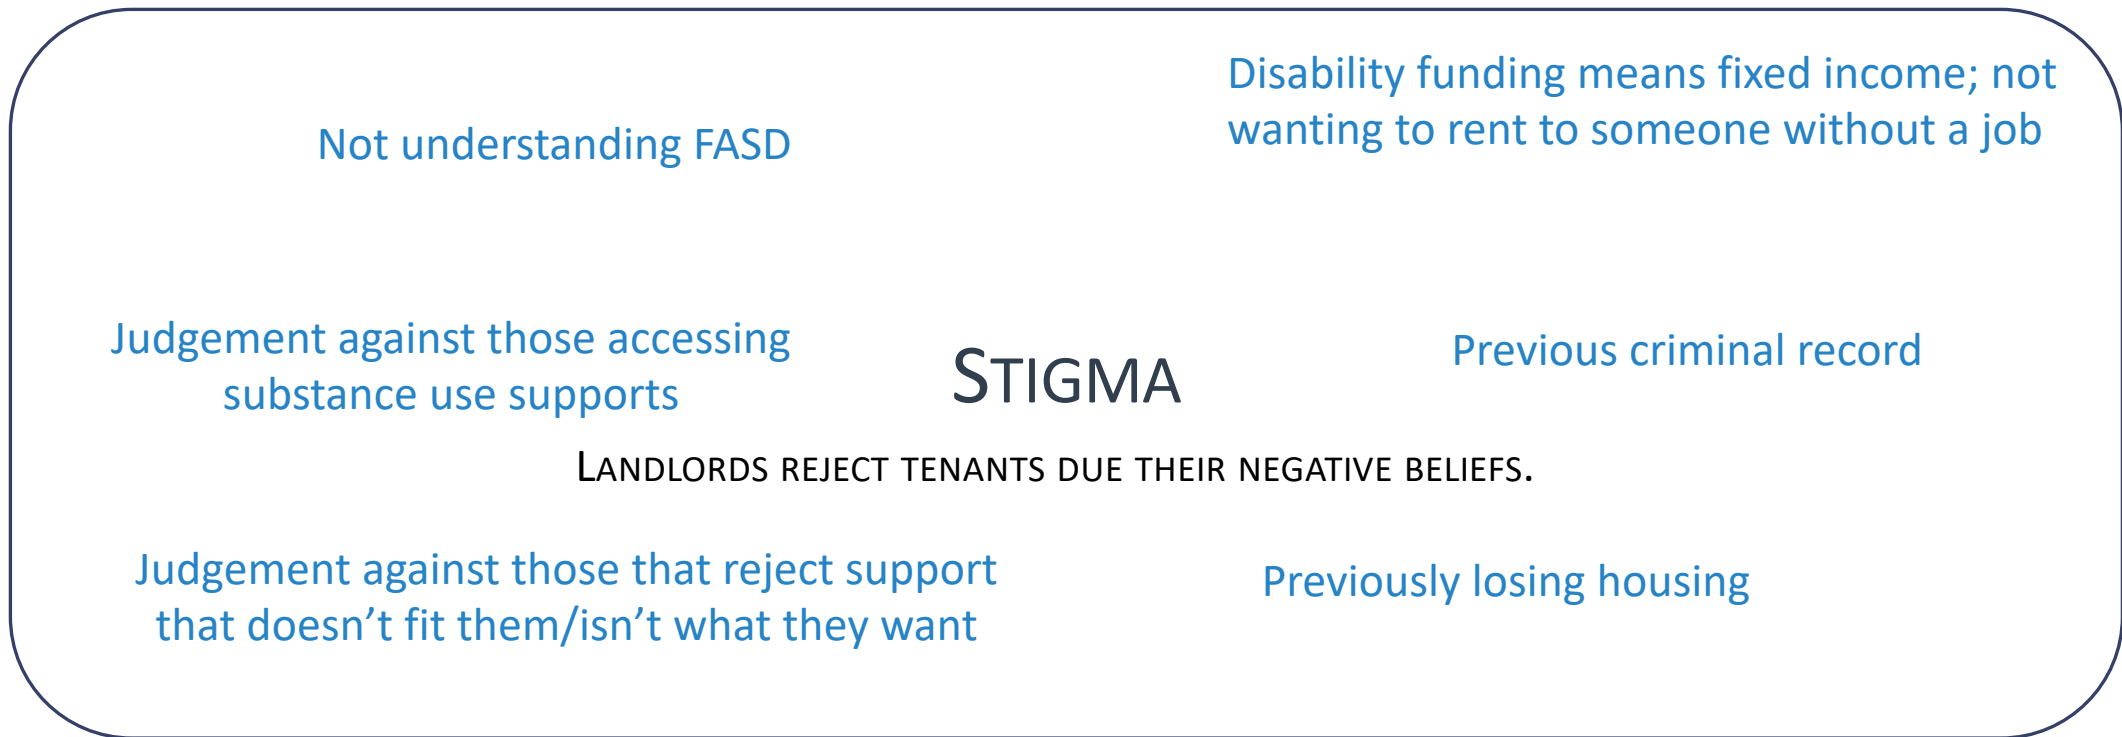 Not understanding FASD
Disability funding means fixed income; not
wanting to rent to someone without a job
Judgement against those accessing
substance use supports
STIGMA
Previous criminal record
LANDLORDS REJECT TENANTS DUE THEIR NEGATIVE BELIEFS.
Judgement against those that reject support
that doesn’t fit them/isn’t what they want
Previously losing housing